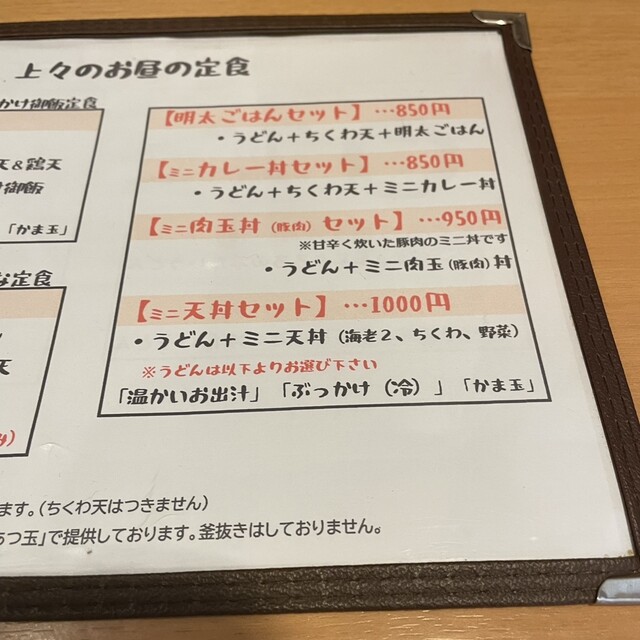 上々のお昼の定食
かけ御飯定食
天&鶏天
御飯
「かま玉」
な定食
天
【明太ごはんセット】…850円
・うどん+ちくわ天+明太ごはん
【ミニカレー丼セット】…850円
・うどん+ちくわ天+ミニカレー丼
【ミニ肉玉丼(豚肉)セット】…950円
※甘辛く炊いた豚肉のミニ丼です
・うどん+ミニ肉玉(豚肉)丼
【ミニ天丼セット】…1000円
・うどん+ミニ天丼(海老2、ちくわ、野菜)
※うどんは以下よりお選び下さい
「温かいお出汁」「ぶっかけ(冷)」「かま玉」
ます。(ちくわ天はつきません)
あつ玉」で提供しております。釜抜きはしておりません。